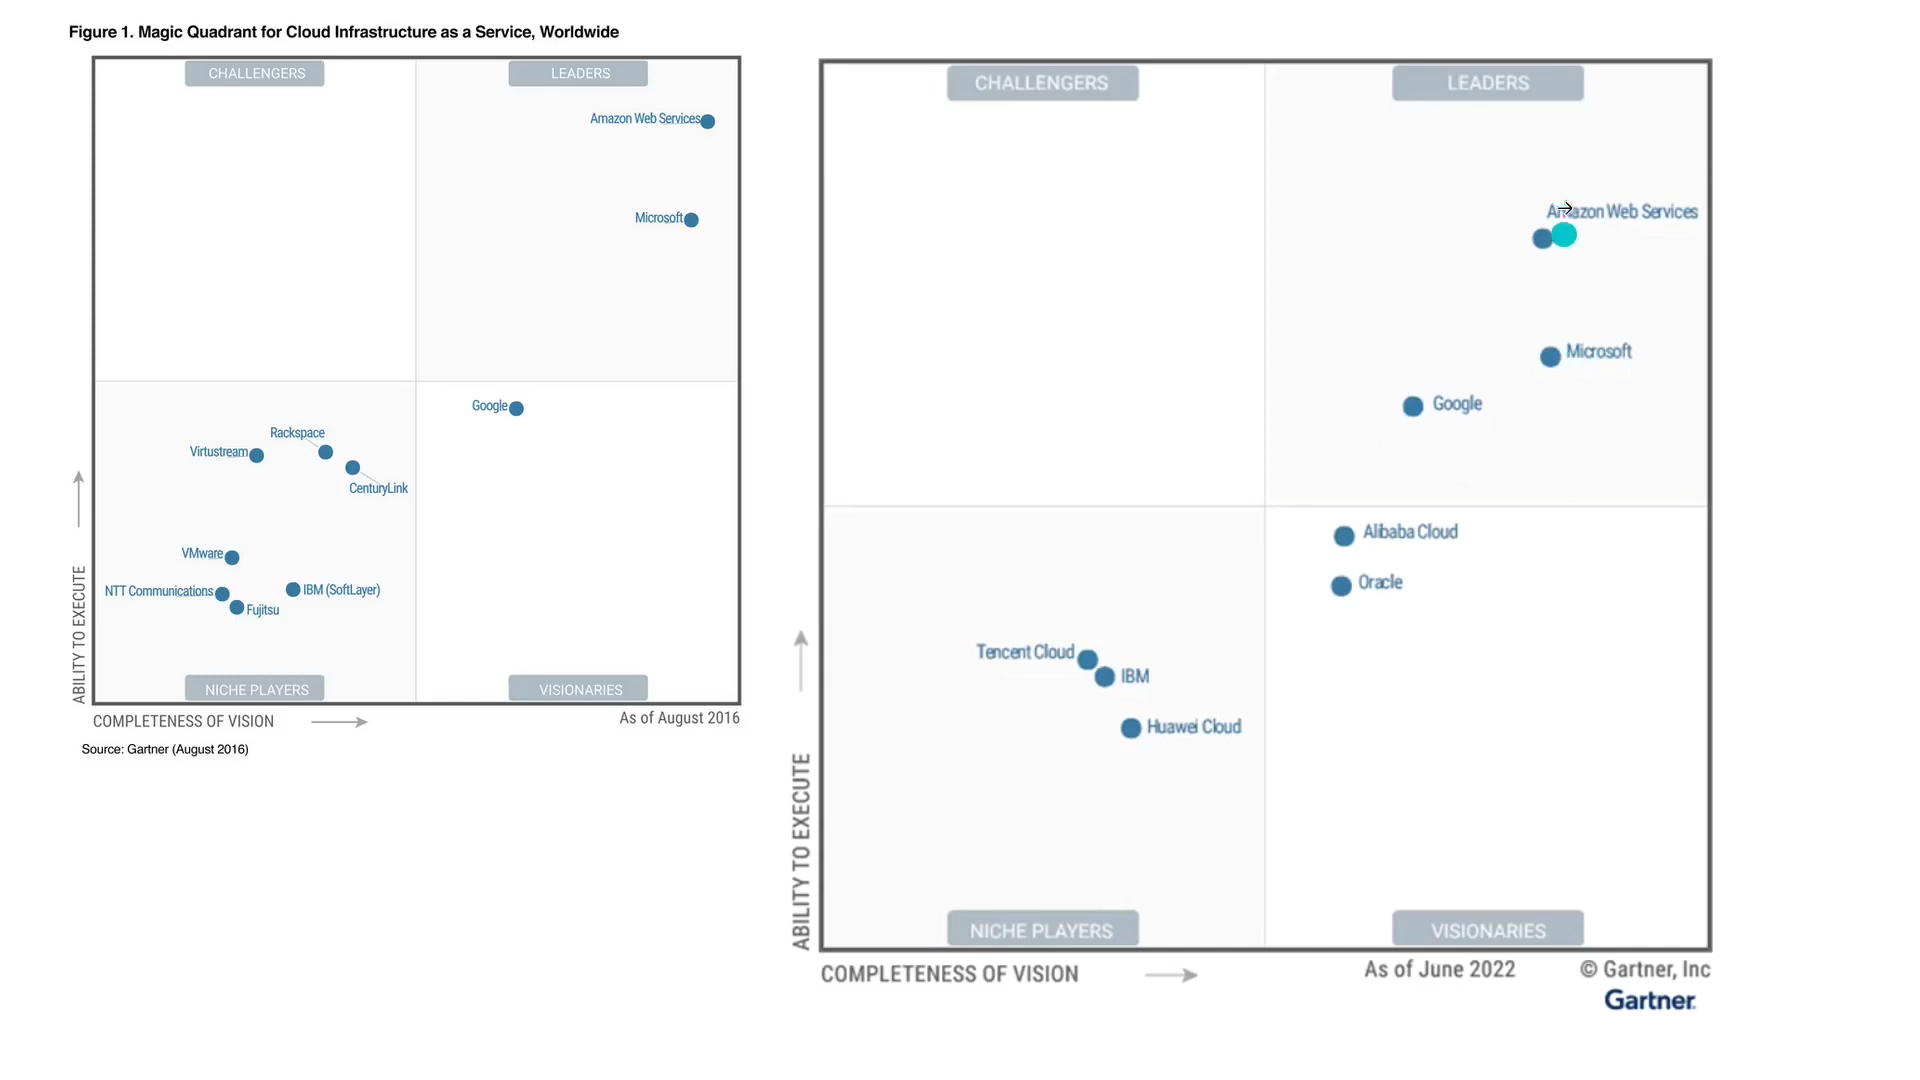 Figure 1. Magic Quadrant for Cloud Infrastructure as a Service, Worldwide
CHALLENGERS
LEADERS
Amazon Web Services
Microsoft
Google
Rackspace
Virtustream
CenturyLink
VMware
NTT Communications
IBM (SoftLayer)
Fujitsu
NICHE PLAYERS
VISIONARIES
ABILITY TO EXECUTE
COMPLETENESS OF VISION
As of August 2016
Source: Gartner (August 2016)
CHALLENGERS
LEADERS
Amazon Web Services
Microsoft
Google
Alibaba Cloud
Oracle
Tencent Cloud
IBM
Huawei Cloud
NICHE PLAYERS
VISIONARIES
ABILITY TO EXECUTE
COMPLETENESS OF VISION
As of June 2022
© Gartner, Inc
Gartner